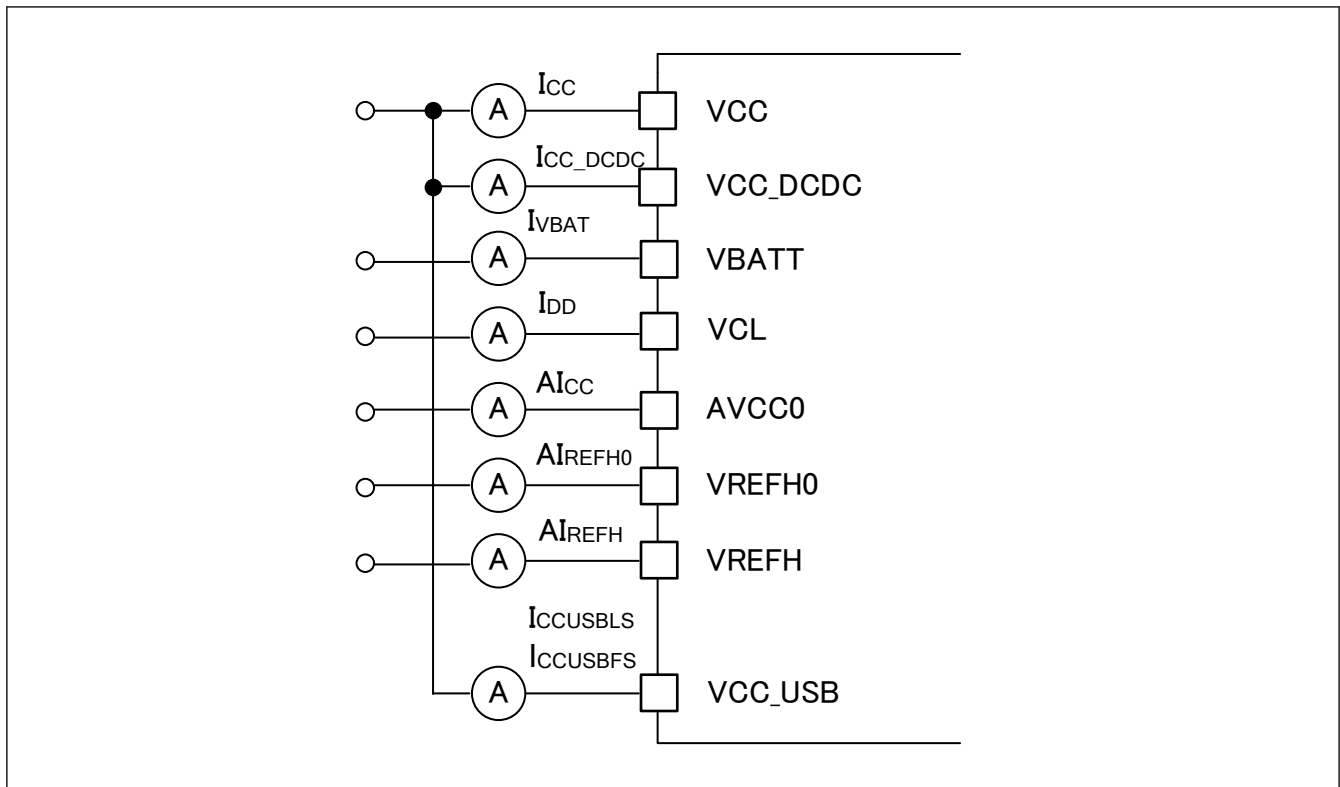 ICC
A VCC
ICC_DCDC
A VCC_DCDC
IVBAT
A VBATT
IDD
A VCL
AICC
A AVCC0
AIREFH0
A VREFH0
AIREFH
A VREFH
ICCUSBLS
ICCUSBFS
A VCC_USB